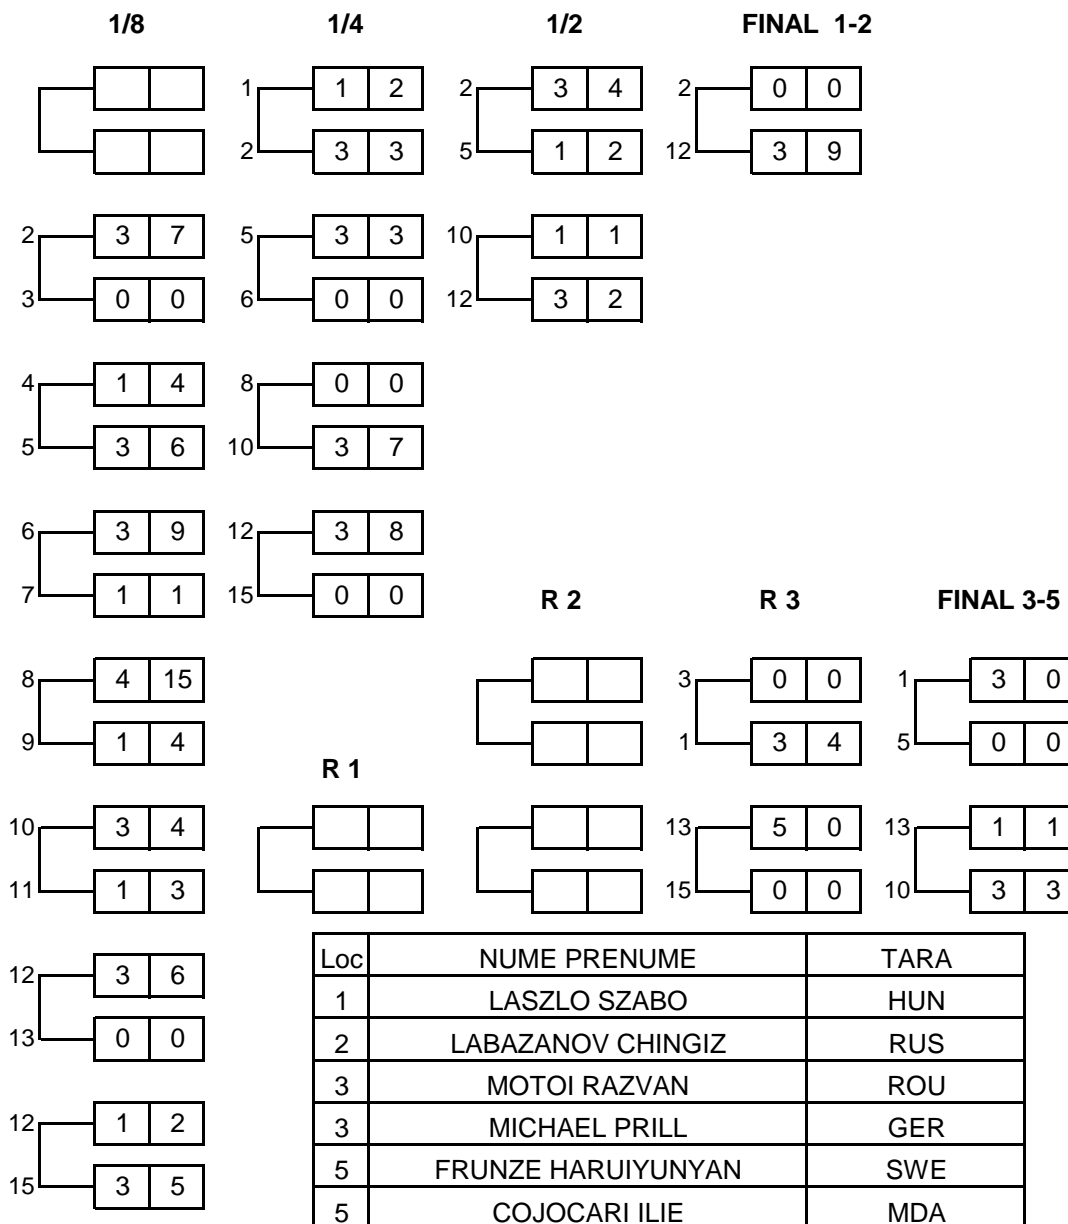 1/8 1/4 1/2 FINAL 1-2
1 1 2 2 3 4 2 0 0
2 3 3 5 1 2 12 3 9
2 3 7 5 3 3 10 1 1
3 0 0 6 0 0 12 3 2
4 1 4 8 0 0
5 3 6 10 3 7
6 3 9 12 3 8
7 1 1 15 0 0
R 2 R 3 FINAL 3-5
8 4 15 3 0 0 1 3 0
9 1 4 1 3 4 5 0 0
R 1
10 3 4 13 5 0 13 1 1
11 1 3 15 0 0 10 3 3
12 3 6
13 0 0
12 1 2
15 3 5
Loc NUME PRENUME TARA
1 LASZLO SZABO HUN
2 LABAZANOV CHINGIZ RUS
3 MOTOI RAZVAN ROU
3 MICHAEL PRILL GER
5 FRUNZE HARUIYUNYAN SWE
5 COJOCARI ILIE MDA